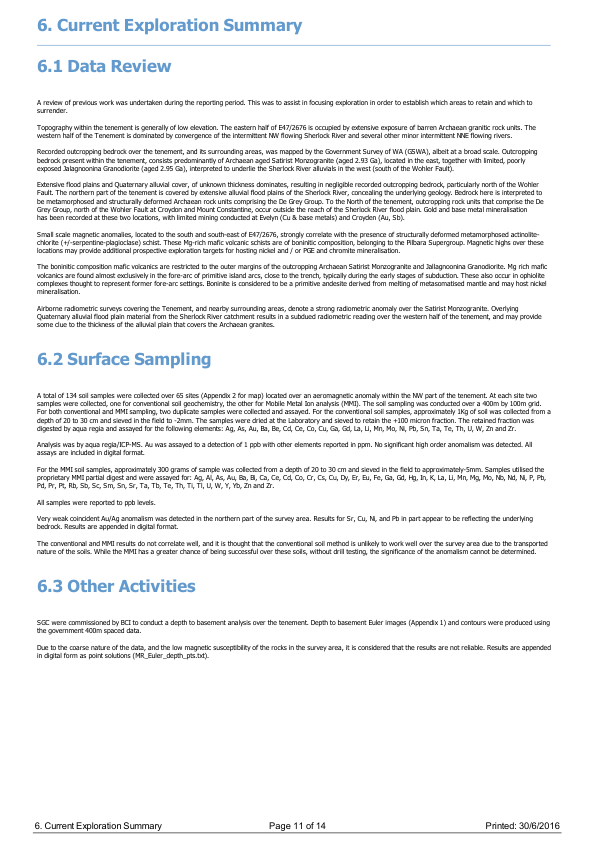 6. Current Exploration Summary
6.1 Data Review
A review of previous work was undertaken during the reporting period. This was to assist in focusing exploration in order to establish which areas to retain and which to
surrender.
Topography within the tenement is generally of low elevation. The eastern half of E47/2676 is occupied by extensive exposure of barren Archaean granitic rock units. The
western half of the Tenement is dominated by convergence of the intermittent NW flowing Sherlock River and several other minor intermittent NNE flowing rivers.
Recorded outcropping bedrock over the tenement, and its surrounding areas, was mapped by the Government Survey of WA (GSWA), albeit at a broad scale. Outcropping
bedrock present within the tenement, consists predominantly of Archaean aged Satirist Monzogranite (aged 2.93 Ga), located in the east, together with limited, poorly
exposed Jallagnoonina Granodiorite (aged 2.95 Ga), interpreted to underlie the Sherlock River alluvials in the west (south of the Wohler Fault).
Extensive flood plains and Quaternary alluvial cover, of unknown thickness dominates, resulting in negligible recorded outcropping bedrock, particularly north of the Wohler
Fault. The northern part of the tenement is covered by extensive alluvial flood plains of the Sherlock River, concealing the underlying geology. Bedrock here is interpreted to
be metamorphosed and structurally deformed Archaean rock units comprising the De Grey Group. To the North of the tenement, outcropping rock units that comprise the De
Grey Group, north of the Wohler Fault at Croydon and Mount Constantine, occur outside the reach of the Sherlock River flood plain. Gold and base metal mineralisation
has been recorded at these two locations, with limited mining conducted at Evelyn (Cu & base metals) and Croyden (Au, Sb).
Small scale magnetic anomalies, located to the south and south-east of E47/2676, strongly correlate with the presence of structurally deformed metamorphosed actinolite-
chlorite (+/-serpentine-plagioclase) schist. These Mg-rich mafic volcanic schists are of boninitic composition, belonging to the Pilbara Supergroup. Magnetic highs over these
locations may provide additional prospective exploration targets for hosting nickel and / or PGE and chromite mineralisation.
The boninitic composition mafic volcanics are restricted to the outer margins of the outcropping Archaean Satirist Monzogranite and Jallagnoonina Granodiorite. Mg rich mafic
volcanics are found almost exclusively in the fore-arc of primitive island arcs, close to the trench, typically during the early stages of subduction. These also occur in ophiolite
complexes thought to represent former fore-arc settings. Boninite is considered to be a primitive andesite derived from melting of metasomatised mantle and may host nickel
mineralisation.
Airborne radiometric surveys covering the Tenement, and nearby surrounding areas, denote a strong radiometric anomaly over the Satirist Monzogranite. Overlying
Quaternary alluvial flood plain material from the Sherlock River catchment results in a subdued radiometric reading over the western half of the tenement, and may provide
some due to the thickness of the alluvial plain that covers the Archaean granites.
6.2 Surface Sampling
A total of 134 soil samples were collected over 65 sites (Appendix 2 for map) located over an aeromagnetic anomaly within the NW part of the tenement. At each site two
samples were collected, one for conventional soil geochemistry, the other for Mobile Metal Ion analysis (MMI). The soil sampling was conducted over a 400m by 100m grid.
For both conventional and MMI sampling, two duplicate samples were collected and assayed. For the conventional soil samples, approximately 1Kg of soil was collected from a
depth of 20 to 30 cm and sieved in the field to -2mm. The samples were dried at the Laboratory and sieved to retain the +100 micron fraction. The retained fraction was
digested by aqua regia and assayed for the following elements: Ag, As, Au, Ba, Be, Cd, Ce, Co, Cu, Ga, Gd, La, Li, Mn, Mo, Ni, Pb, Sn, Ta, Te, Th, U, W, Zn and Zr.
Analysis was by aqua regia/ICP-MS. Au was assayed to a detection of 1 ppb with other elements reported in ppm. No significant high order anomalism was detected. All
assays are included in digital format.
For the MMI soil samples, approximately 300 grams of sample was collected from a depth of 20 to 30 cm and sieved in the field to approximately-5mm. Samples utilised the
proprietary MMI partial digest and were assayed for: Ag, Al, As, Au, Ba, Bi, Ca, Ce, Cd, Co, Cr, Cs, Cu, Dy, Er, Eu, Fe, Ga, Gd, Hg, In, K, La, Li, Mn, Mg, Mo, Nb, Nd, Ni, P, Pb,
Pd, Pr, Pt, Rb, Sb, Sc, Sm, Sn, Sr, Ta, Tb, Te, Th, Ti, Tl, U, W, Y, Yb, Zn and Zr.
All samples were reported to ppb levels.
Very weak coincident Au/Ag anomalism was detected in the northern part of the survey area. Results for Sr, Cu, Ni, and Pb in part appear to be reflecting the underlying
bedrock. Results are appended in digital format.
The conventional and MMI results do not correlate well, and it is thought that the conventional soil method is unlikely to work well over the survey area due to the transported
nature of the soils. While the MMI has a greater chance of being successful over these soils, without drill testing, the significance of the anomalism cannot be determined.
6.3 Other Activities
SGC were commissioned by BCI to conduct a depth to basement analysis over the tenement. Depth to basement Euler images (Appendix 1) and contours were produced using
the government 400m spaced data.
Due to the coarse nature of the data, and the low magnetic susceptibility of the rocks in the survey area, it is considered that the results are not reliable. Results are appended
in digital form as point solutions (MR_Euler_depth_pts.txt).
6. Current Exploration Summary Page 11 of 14 Printed: 30/6/2016